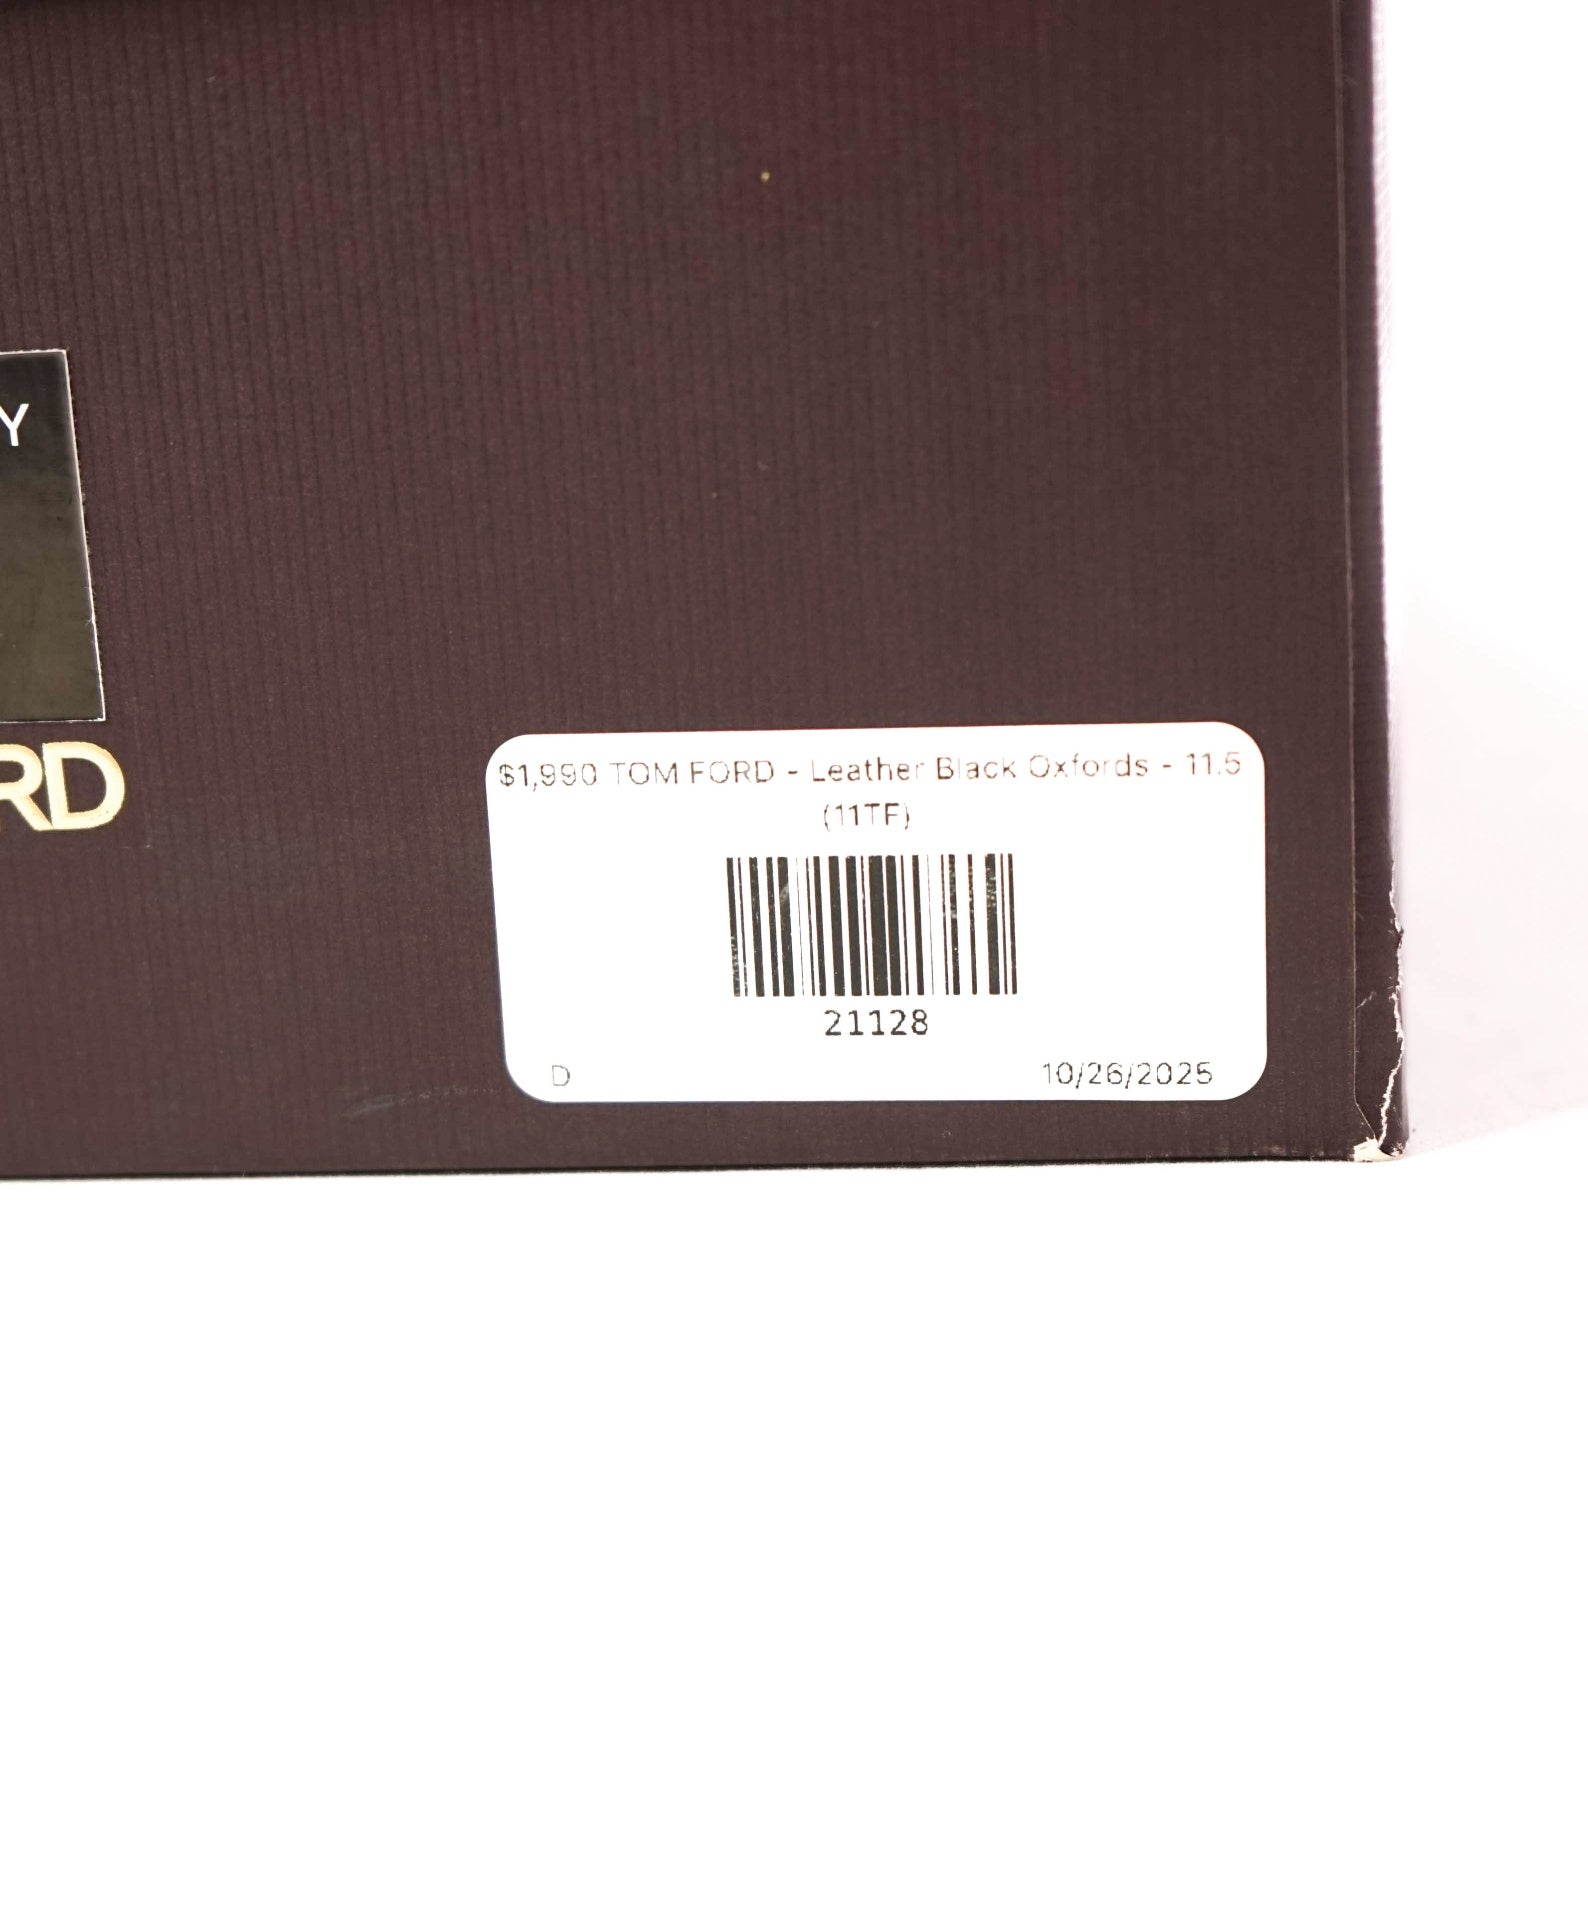 Y
RD
$1,990 TOM FORD - Leather Black Oxfords - 11.5
(11TF)
21128
D 10/26/2025